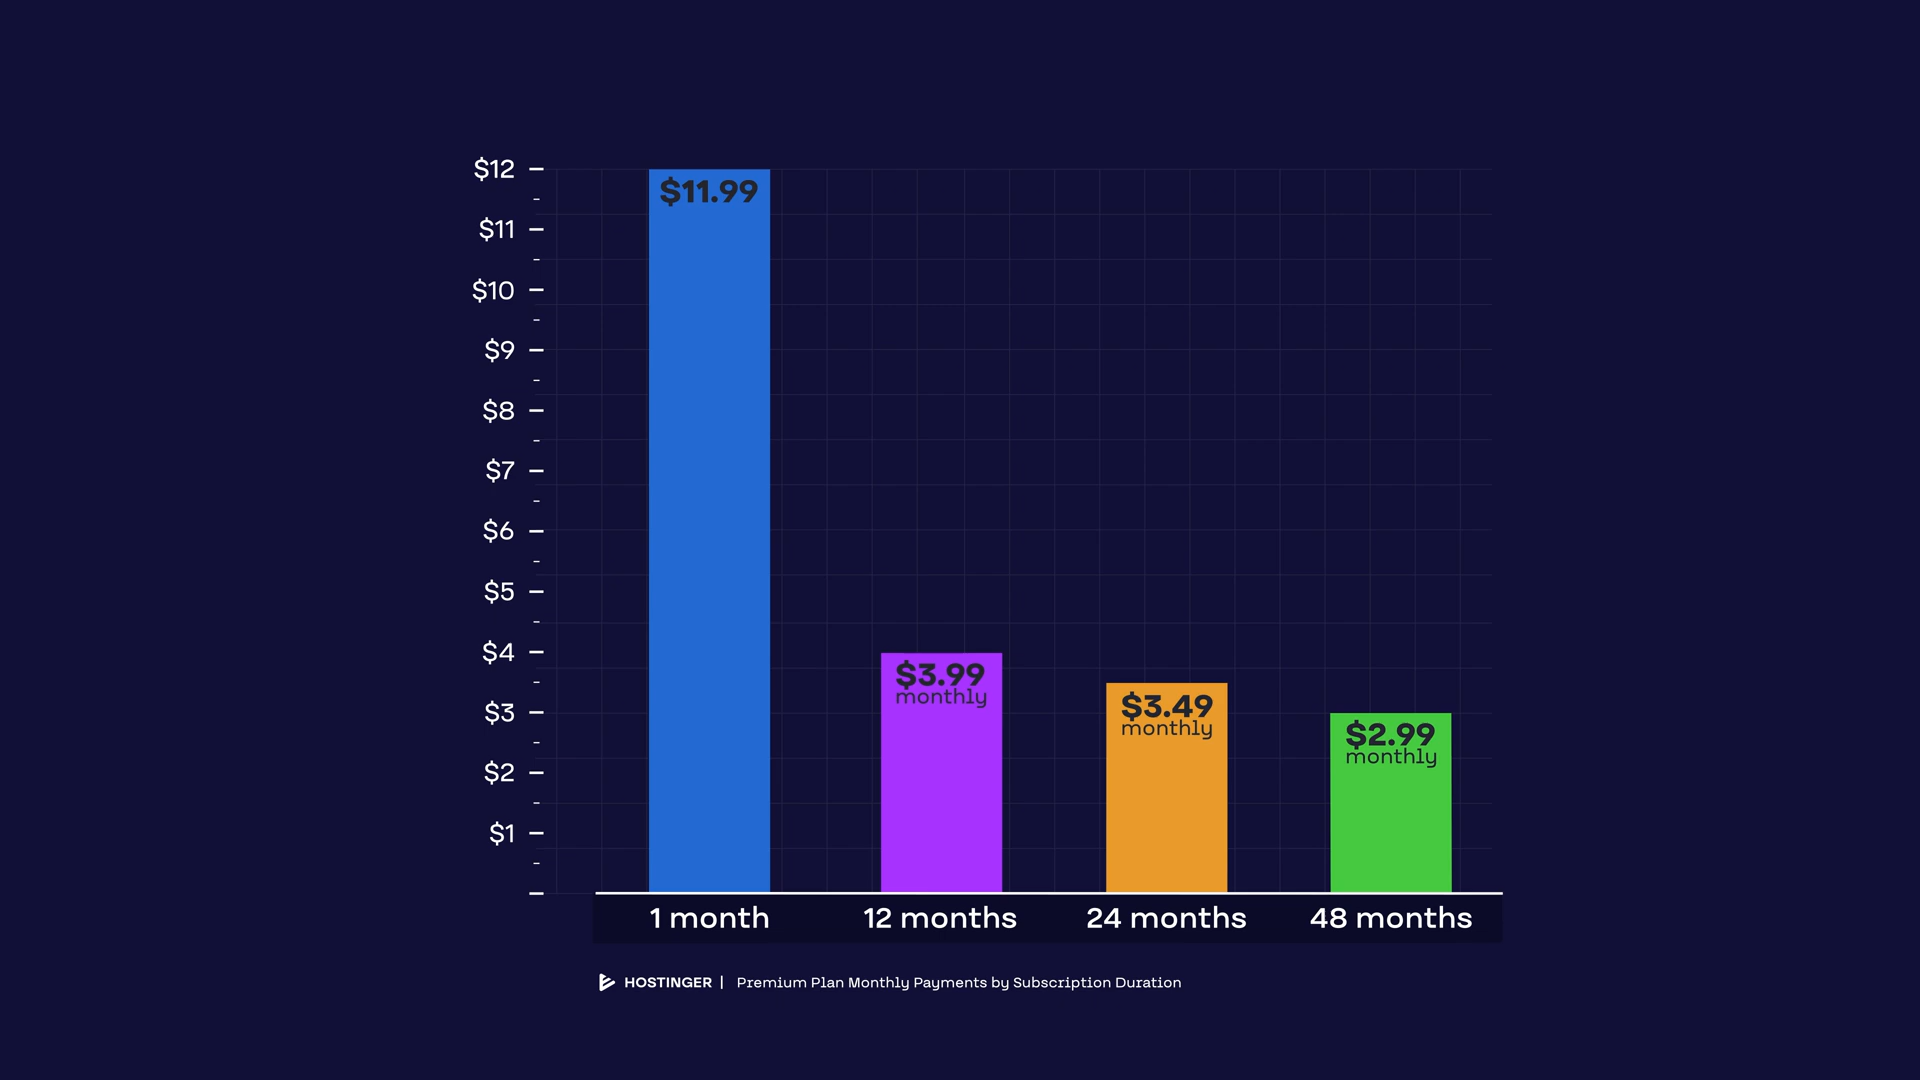 $12
$11
$10
$9
$8
$7
$6
$5
$4
$3
$2
$1
$11.99
$3.99
monthly
$3.49
monthly
$2.99
monthly
1 month
12 months
24 months
48 months
HOSTINGER | Premium Plan Monthly Payments by Subscription Duration